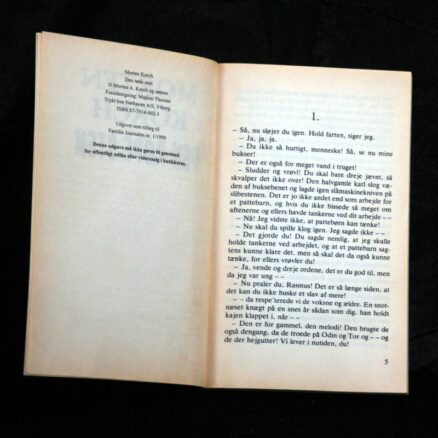 Morten Korch
Den røde enm
© Morten A. Korch og sønner
Forsidetegning: Majken Thorsen
Trykt hos Nørhaven A/S, Viborg.
ISBN 87-7918-002-5
Udgivet som tillæg til
Familie Journalen nr. 1/1999
Denne udgave må ikke gøres til genstand
for offentligt udlån eller videresalg i butikkerne.
1.
– Så, nu sløjer du igen. Hold farten, siger jeg.
– Ja, ja, ja.
– Da ikke så hurtigt, menneske! Så, se nu mine
bukser!
– Der er også for meget vand i truget!
– Sludder og vrøvl! Du skal bare dreje jævnt, så
skvalper det ikke over! Den halvgamle karl slog væ-
den af buksebenet og lagde slåmaskinekniven på
slibestenen. Det er jo ikke andet end som arbejde for
et pattebarn, og hvis du ikke bissede så meget om
aftenerne og ellers havde tankerne ved dit arbejde – –
– Nå! Jeg vidste ikke, at pattebørn kan tænke!
– Nu skal du spille klog igen. Jeg sagde ikke – –
– Det gjorde du! Du sagde nemlig, at jeg skulle
holde tankerne ved arbejdet, og at et pattebarn sag-
tens kunne klare det, men så skal det da også kunne
tænke, for ellers vrøvler du!
– Ja, vende og dreje ordene, det er du god til, men
da jeg var ung – –
– Nu praler du, Rasmus! Det er så længe siden, at
det kan du ikke huske et slav af mere!
– – da respe'terede vi de voksne og ældre. En snot-
næset knægt på en snes år sådan som dig, han holdt
kajen klappet i, når – –
– Den er for gammel, den melodi! Den brugte de
også dengang, da de troede på Odin og Tor og – – og
de der hejgutter! Vi lever i nutiden, du!
5